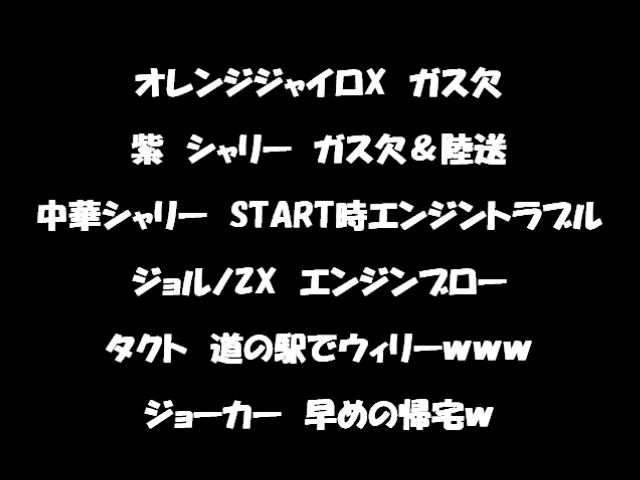 オレンジジャイロX ガス欠
紫 シャリー ガス欠&陸送
中華シャリー START時エンジントラブル
ジョルノZX エンジンブロー
タクト 道の駅でウィリーwww
ジョーカー 早めの帰宅w